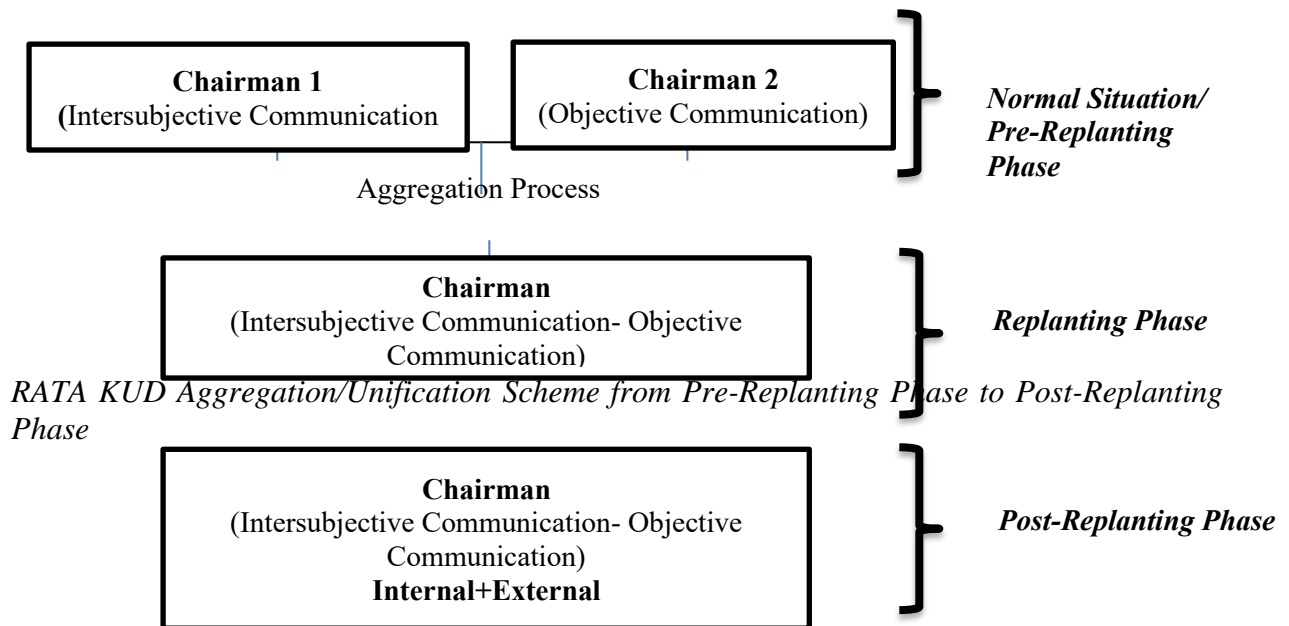 Chairman 1
(Intersubjective Communication
Chairman 2
(Objective Communication)
Normal Situation/
Pre-Replanting
Phase
Aggregation Process
Chairman
(Intersubjective Communication- Objective
Communication)
Replanting Phase
RATA KUD Aggregation/Unification Scheme from Pre-Replanting Phase to Post-Replanting
Phase
Chairman
(Intersubjective Communication- Objective
Communication)
Internal+External
Post-Replanting Phase